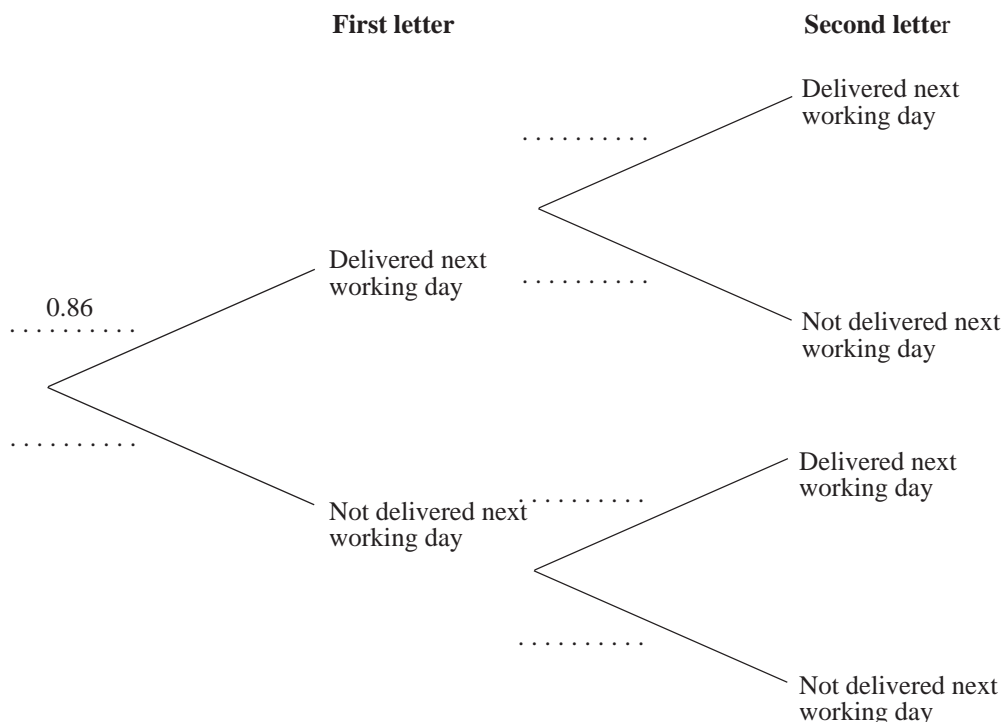 First letter
Second letter
Delivered next
working day
. . . . . . . . . .
Delivered next
working day
. . . . . . . . . .
0.86
. . . . . . . . . .
Not delivered next
working day
. . . . . . . . . .
Delivered next
working day
. . . . . . . . . .
Not delivered next
working day
. . . . . . . . . .
Not delivered next
working day